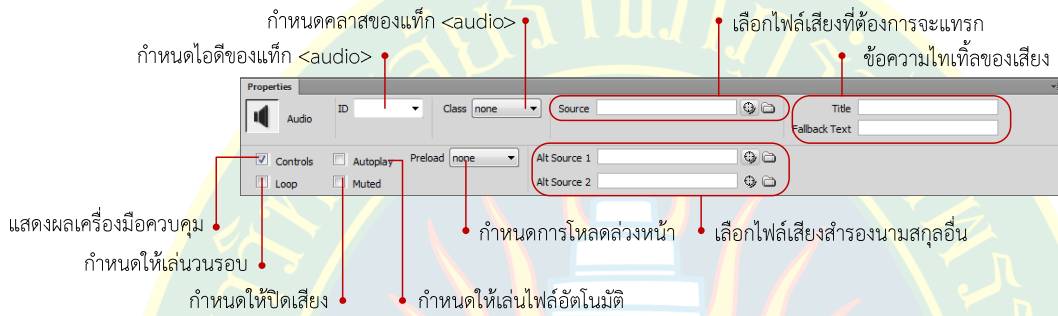 กำหนดคลาสของแท็ก <audio>
เลือกไฟล์เสียงที่ต้องการจะแทรก
กำหนดไอดีของแท็ก <audio>
ข้อความไทเทิ้ลของเสียง
Properties
Audio
ID
Class none
Source
Title
Fallback Text
Controls
Autoplay
Preload none
Alt Source 1
Loop
Muted
Alt Source 2
แสดงผลเครื่องมือควบคุม
กำหนดการโหลดล่วงหน้า
เลือกไฟล์เสียงสำรองนามสกุลอื่น
กำหนดให้เล่นวนรอบ
กำหนดให้ปิดเสียง
กำหนดให้เล่นไฟล์อัตโนมัติ